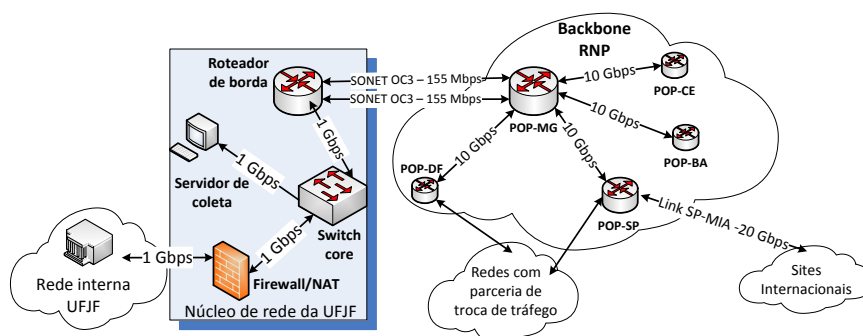 Backbone
RNP
Roteador
de borda
SONET OC3 – 155 Mbps
SONET OC3 – 155 Mbps
POP-MG
10 Gbps
POP-CE
10 Gbps
POP-BA
10 Gbps
POP-DF
10 Gbps
POP-SP
Link SP-MIA -20 Gbps
1 Gbps
1 Gbps
Servidor de
coleta
Switch
core
1 Gbps
1 Gbps
Firewall/NAT
Rede interna
UFJF
Núcleo de rede da UFJF
Redes com
parceria de
troca de tráfego
Sites
Internacionais